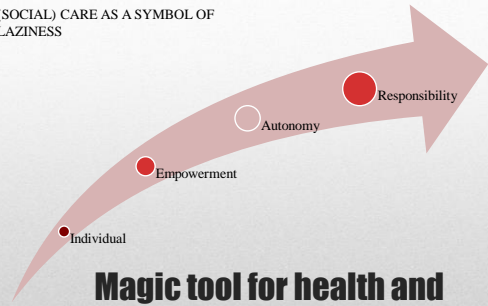 (SOCIAL) CARE AS A SYMBOL OF
LAZINESS
Responsibility
Autonomy
Empowerment
Individual
Magic tool for health and